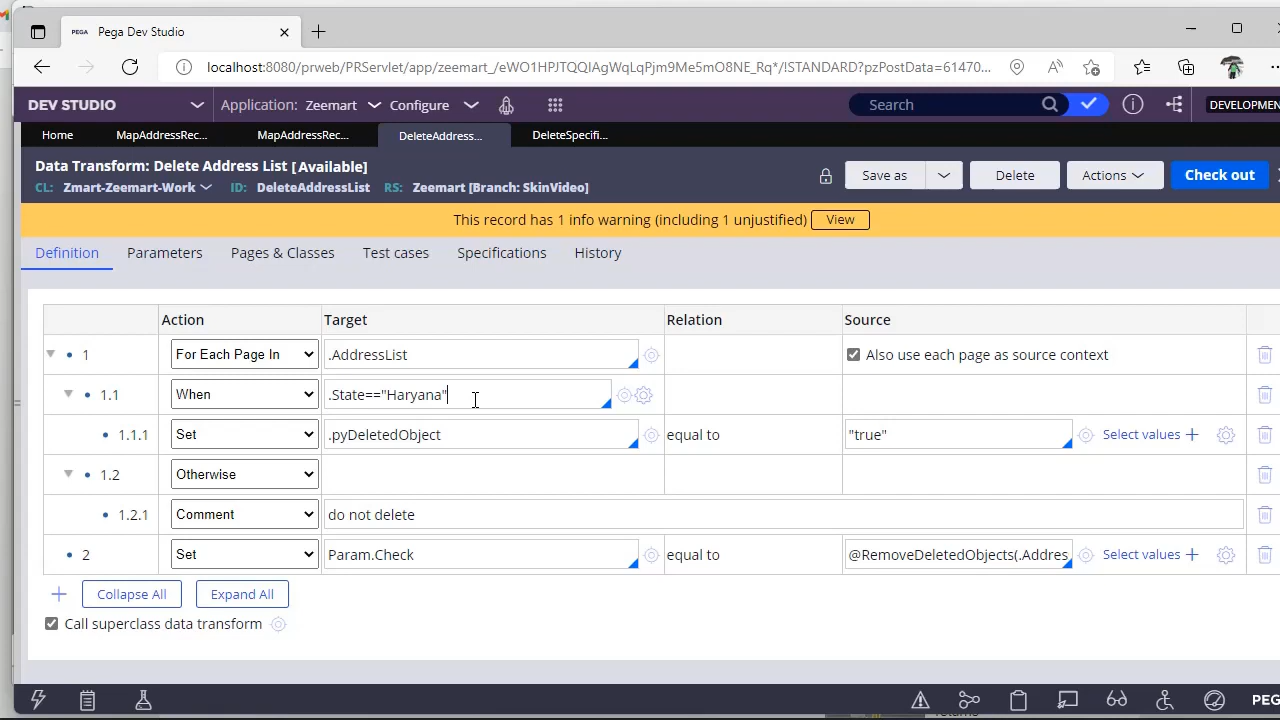 PEGA Pega Dev Studio
localhost:8080/prweb/PRServlet/app/zeemart_/eWO1HPJTQQIAgWqLqPjm9Me5mO8NE_Rq*/!STANDARD?pzPostData=61470...
DEV STUDIO Application: Zeemart Configure Search DEVELOPMEN
Home MapAddressRec... MapAddressRec... DeleteAddress... DeleteSpecifi...
Data Transform: Delete Address List [Available]
CL: Zmart-Zeemart-Work ID: DeleteAddressList RS: Zeemart [Branch: SkinVideo] Save as Delete Actions Check out
This record has 1 info warning (including 1 unjustified) View
Definition Parameters Pages & Classes Test cases Specifications History
Action Target Relation Source
1 For Each Page In .AddressList Also use each page as source context
1.1 When .State=="Haryana"
1.1.1 Set .pyDeletedObject equal to "true" Select values
1.2 Otherwise
1.2.1 Comment do not delete
2 Set Param.Check equal to @RemoveDeletedObjects(.Addres Select values
Collapse All Expand All
Call superclass data transform
PEG